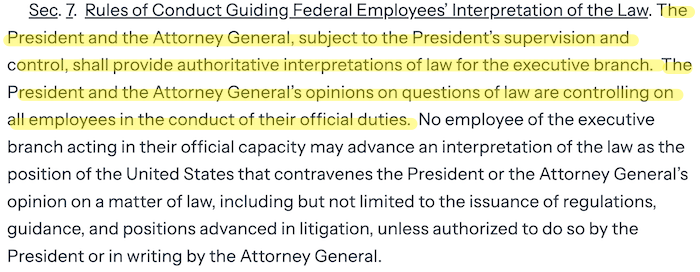 Sec. 7. Rules of Conduct Guiding Federal Employees’ Interpretation of the Law. The
President and the Attorney General, subject to the President’s supervision and
control, shall provide authoritative interpretations of law for the executive branch. The
President and the Attorney General’s opinions on questions of law are controlling on
all employees in the conduct of their official duties. No employee of the executive
branch acting in their official capacity may advance an interpretation of the law as the
position of the United States that contravenes the President or the Attorney General’s
opinion on a matter of law, including but not limited to the issuance of regulations,
guidance, and positions advanced in litigation, unless authorized to do so by the
President or in writing by the Attorney General.